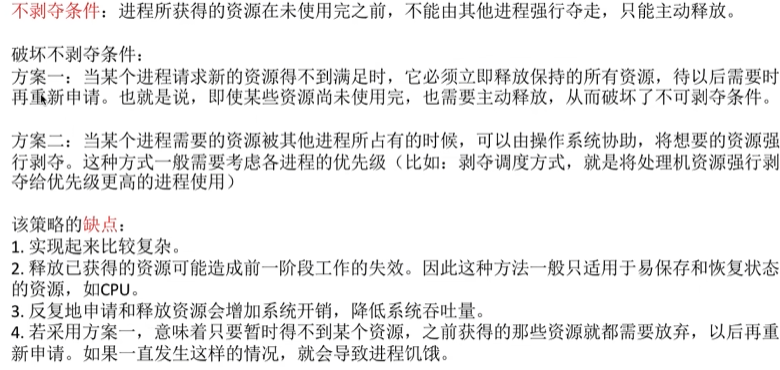 不剥夺条件：进程所获得的资源在未使用完之前，不能由其他进程强行夺走，只能主动释放。
破坏不剥夺条件：
方案一：当某个进程请求新的资源得不到满足时，它必须立即释放保持的所有资源，待以后需要时
再重新申请。也就是说，即使某些资源尚未使用完，也需要主动释放，从而破坏了不可剥夺条件。
方案二：当某个进程需要的资源被其他进程所占有的时候，可以由操作系统协助，将想要的资源强
行剥夺。这种方式一般需要考虑各进程的优先级（比如：剥夺调度方式，就是将处理机资源强行剥
夺给优先级更高的进程使用）
该策略的缺点：
1. 实现起来比较复杂。
2. 释放已获得的资源可能造成前一阶段工作的失效。因此这种方法一般只适用于易保存和恢复状态
的资源，如CPU。
3. 反复地申请和释放资源会增加系统开销，降低系统吞吐量。
4. 若采用方案一，意味着只要暂时得不到某个资源，之前获得的那些资源就都需要放弃，以后再重
新申请。如果一直发生这样的情况，就会导致进程饥饿。